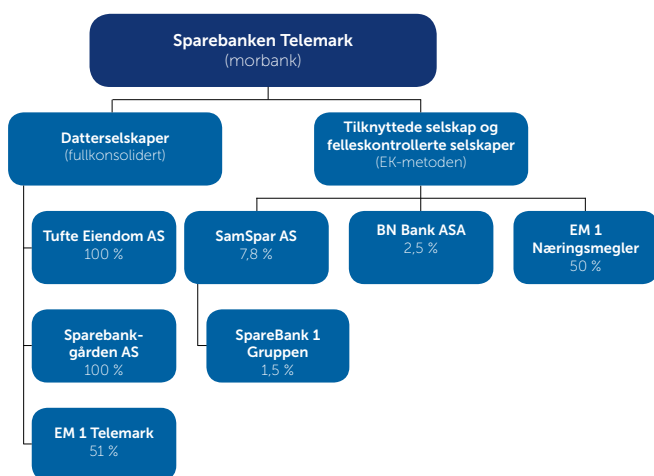 Sparebanken Telemark
(morbank)
Datterselskaper
(fullkonsolidert)
Tilknyttede selskap og
felleskontrollerte selskaper
(EK-metoden)
Tufte Eiendom AS
100 %
SamSpar AS
7,8 %
BN Bank ASA
2,5 %
EM 1
Næringsmegler
50 %
Sparebank-
gården AS
100 %
SpareBank 1
Gruppen
1,5 %
EM 1 Telemark
51 %